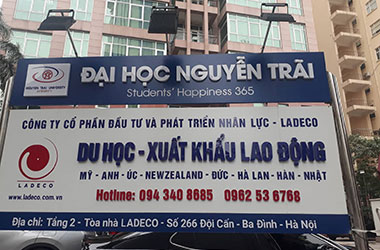 ĐẠI HỌC NGUYỄN TRÃI
NGUYEN TRAI UNIVERSITY
Students' Happiness 365
CÔNG TY CỔ PHẦN ĐẦU TƯ VÀ PHÁT TRIỂN NHÂN LỰC - LADECO
DU HỌC - XUẤT KHẨU LAO ĐỘNG
MỸ - ANH - ÚC - NEWZEALAND - ĐỨC - HÀ LAN - HÀN - NHẬT
LADECO
www.ladeco.com.vn
Hotline: 094 340 8685 0962 53 6768
Địa chỉ: Tầng 2 - Tòa nhà LADECO - Số 266 Đội Cấn - Ba Đình - Hà Nội